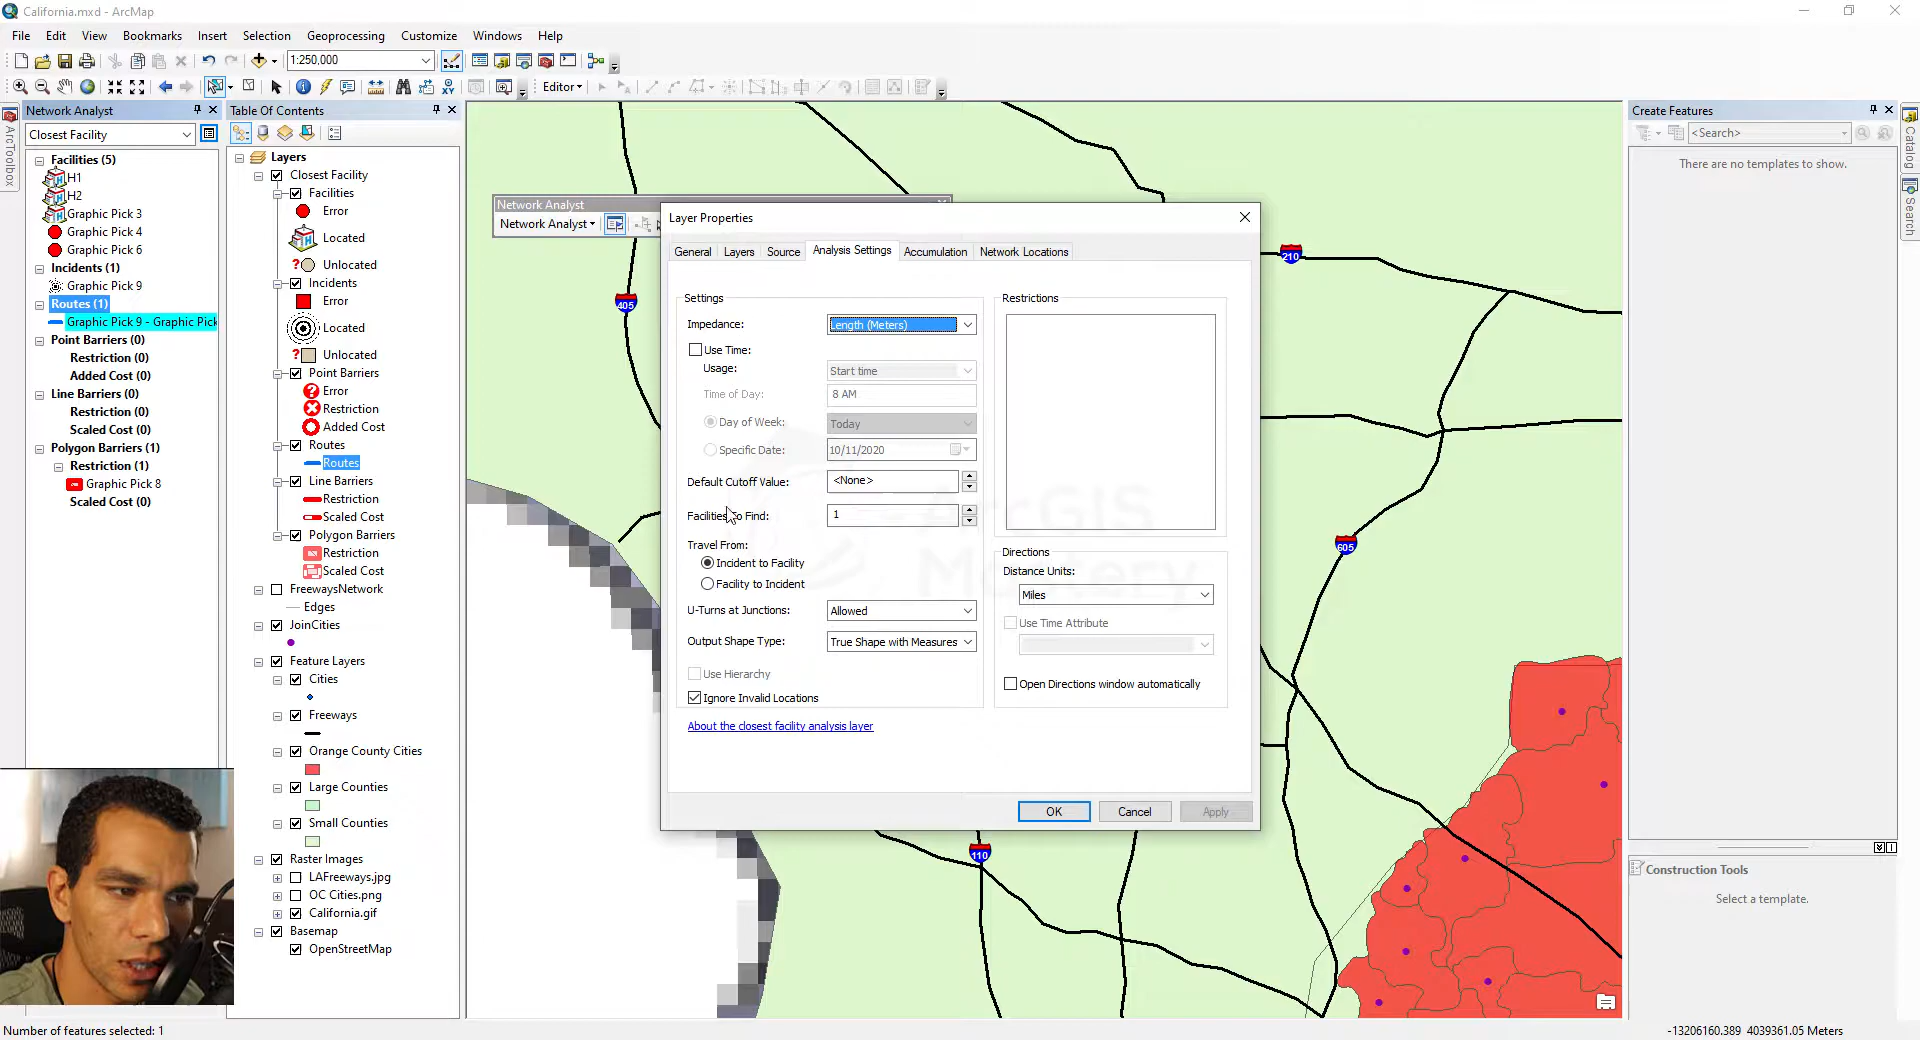 California.mxd - ArcMap
File Edit View Bookmarks Insert Selection Geoprocessing Customize Windows Help
1:250,000
Editor
Network Analyst
Closest Facility
Facilities (5)
H1
H2
Graphic Pick 3
Graphic Pick 4
Graphic Pick 6
Incidents (1)
Graphic Pick 9
Routes (1)
Graphic Pick 9 - Graphic Pick
Point Barriers (0)
Restriction (0)
Added Cost (0)
Line Barriers (0)
Restriction (0)
Scaled Cost (0)
Polygon Barriers (1)
Restriction (1)
Graphic Pick 8
Scaled Cost (0)
ArcToolbox
Table Of Contents
Layers
Closest Facility
Facilities
Error
Located
Unlocated
Incidents
Error
Located
Unlocated
Point Barriers
Error
Restriction
Added Cost
Routes
Routes
Line Barriers
Restriction
Scaled Cost
Polygon Barriers
Restriction
Scaled Cost
FreewaysNetwork
Edges
JoinCities
Feature Layers
Cities
Freeways
Orange County Cities
Large Counties
Small Counties
Raster Images
LAFreeways.jpg
OC Cities.png
California.gif
Basemap
OpenStreetMap
Network Analyst
Network Analyst
405
210
605
110
Layer Properties
General Layers Source Analysis Settings Accumulation Network Locations
Settings
Impedance: Length (Meters)
Use Time:
Usage: Start time
Time of Day: 8 AM
Day of Week: Today
Specific Date: 10/11/2020
Default Cutoff Value: <None>
Facilities To Find: 1
Travel From:
Incident to Facility
Facility to Incident
U-Turns at Junctions: Allowed
Output Shape Type: True Shape with Measures
Use Hierarchy
Ignore Invalid Locations
About the closest facility analysis layer
Restrictions
Directions
Distance Units:
Miles
Use Time Attribute
Open Directions window automatically
OK Cancel Apply
ArcGIS
Mastery
Create Features
<Search>
There are no templates to show.
Construction Tools
Select a template.
Catalog
Search
Number of features selected: 1
-13206160.389 4039361.05 Meters